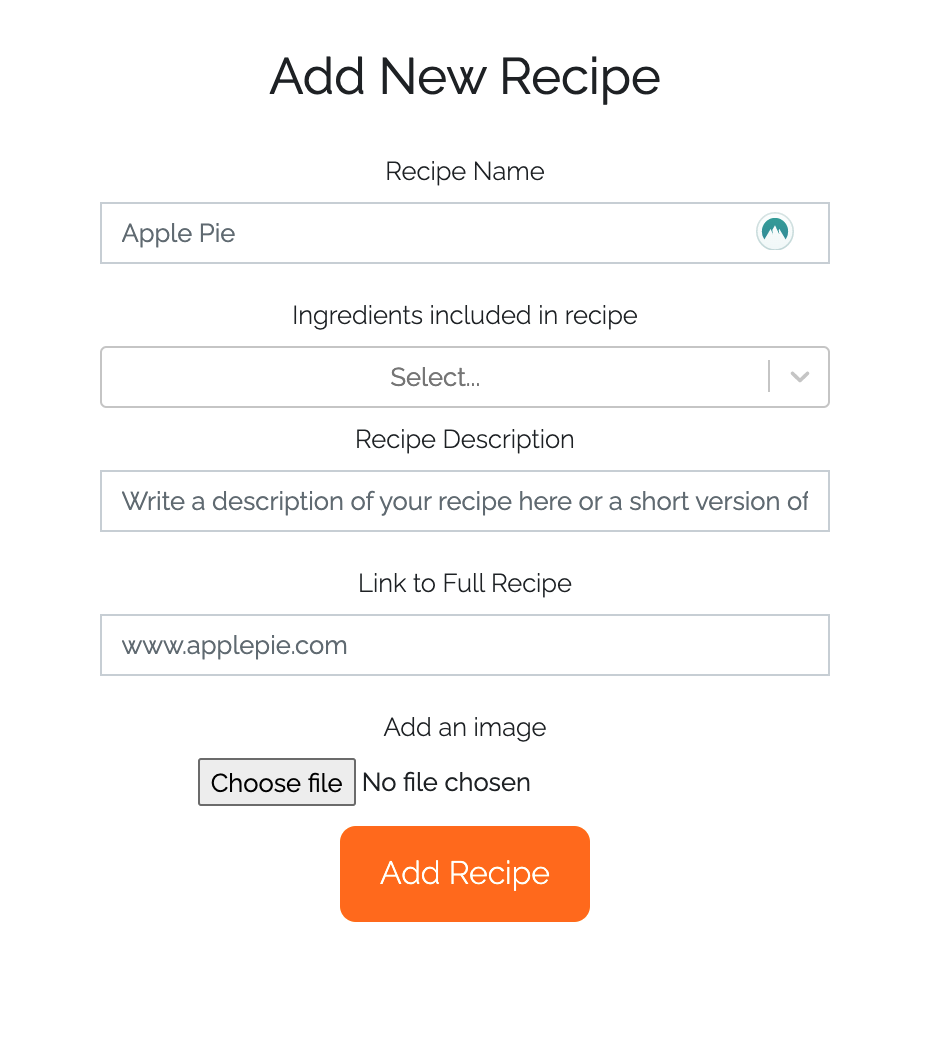 Add New Recipe
Recipe Name
Apple Pie
Ingredients included in recipe
Select...
Recipe Description
Write a description of your recipe here or a short version of
Link to Full Recipe
www.applepie.com
Add an image
Choose file No file chosen
Add Recipe